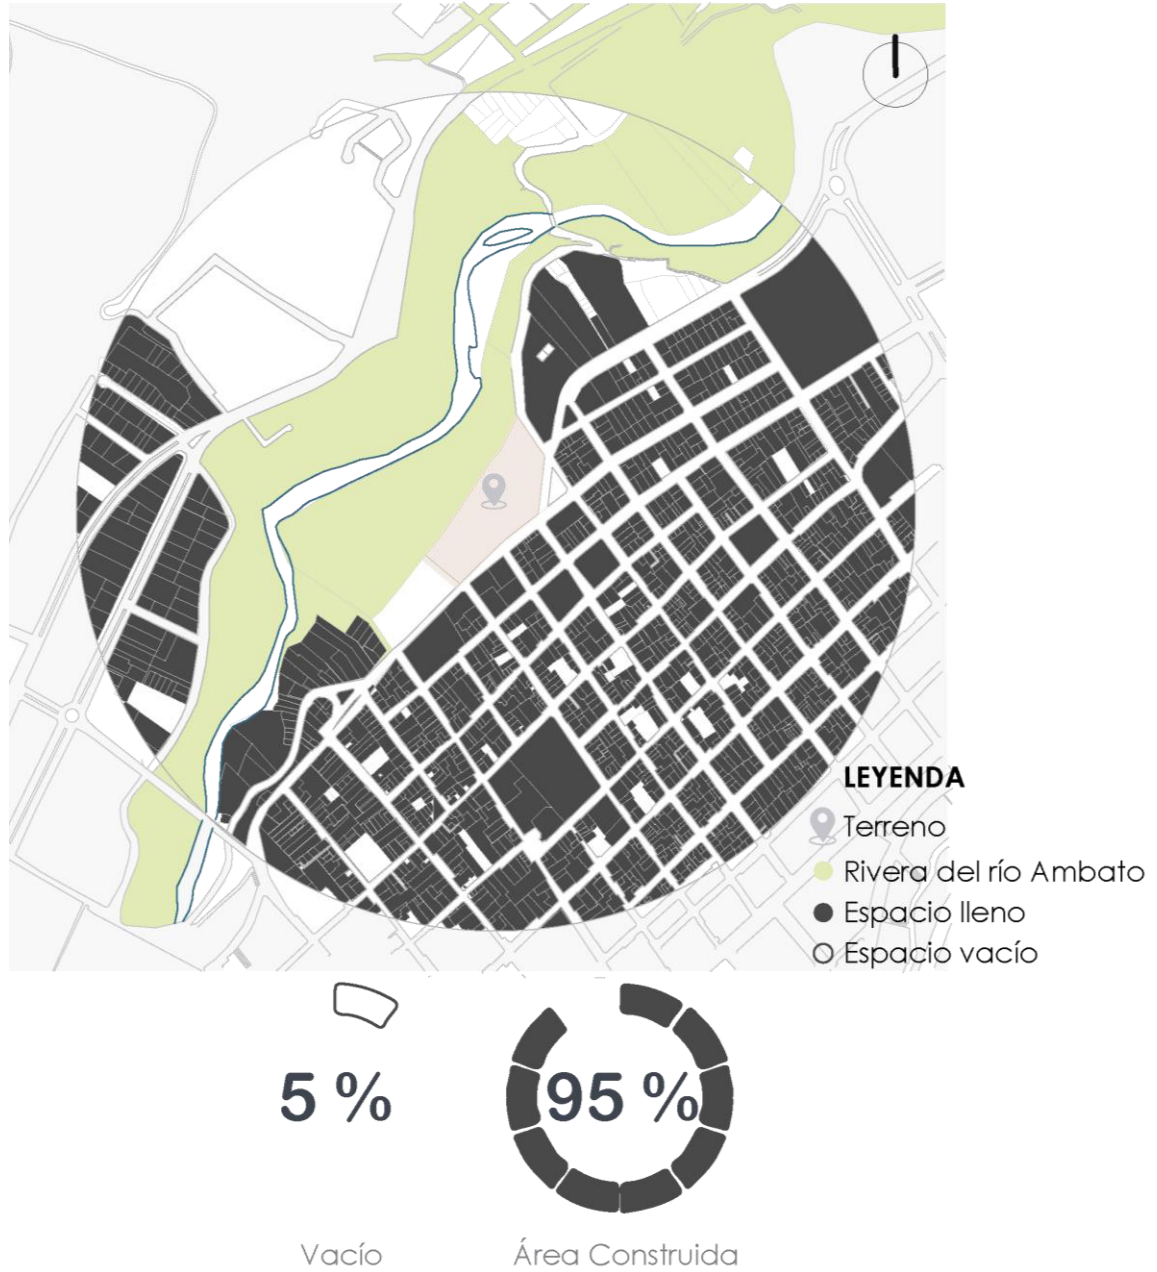 LEYENDA
Terreno
Rivera del río Ambato
Espacio lleno
Espacio vacío
5 %
95 %
Vacío
Área Construida